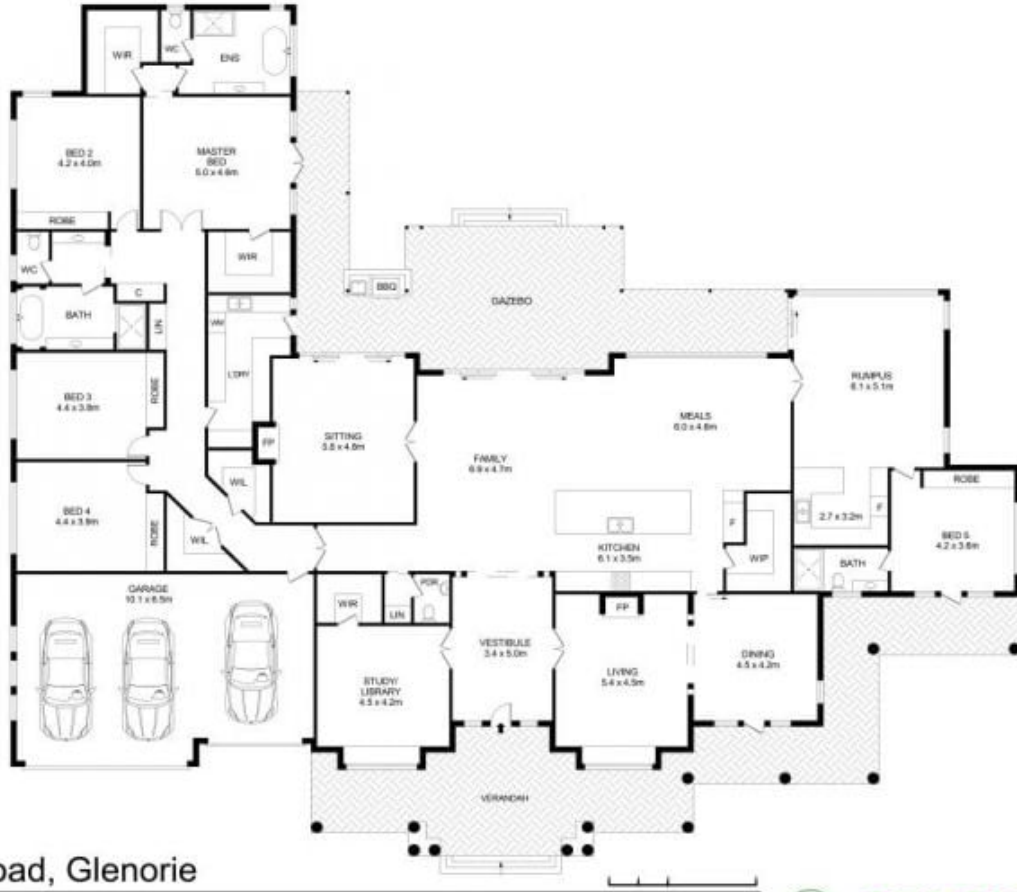 WIR
WC
ENS
BED 2
4.2 x 4.0m
MASTER
BED
5.0 x 4.6m
ROBE
WC
WIR
C
BATH
LIN
WM
L'DRY
BBQ
GAZEBO
BED 3
4.4 x 3.8m
ROBE
FP
SITTING
5.8 x 4.8m
FAMILY
6.9 x 4.7m
MEALS
6.0 x 4.8m
RUMPUS
6.1 x 5.1m
BED 4
4.4 x 3.9m
ROBE
WIL
WIL
KITCHEN
6.1 x 3.5m
F
WIP
2.7 x 3.2m
F
ROBE
BED 5
4.2 x 3.6m
BATH
GARAGE
10.1 x 6.5m
WIR
LIN
PDR
STUDY/
LIBRARY
4.5 x 4.2m
VESTIBULE
3.4 x 5.0m
FP
LIVING
5.4 x 4.5m
DINING
4.5 x 4.2m
VERANDAH
Glenorie